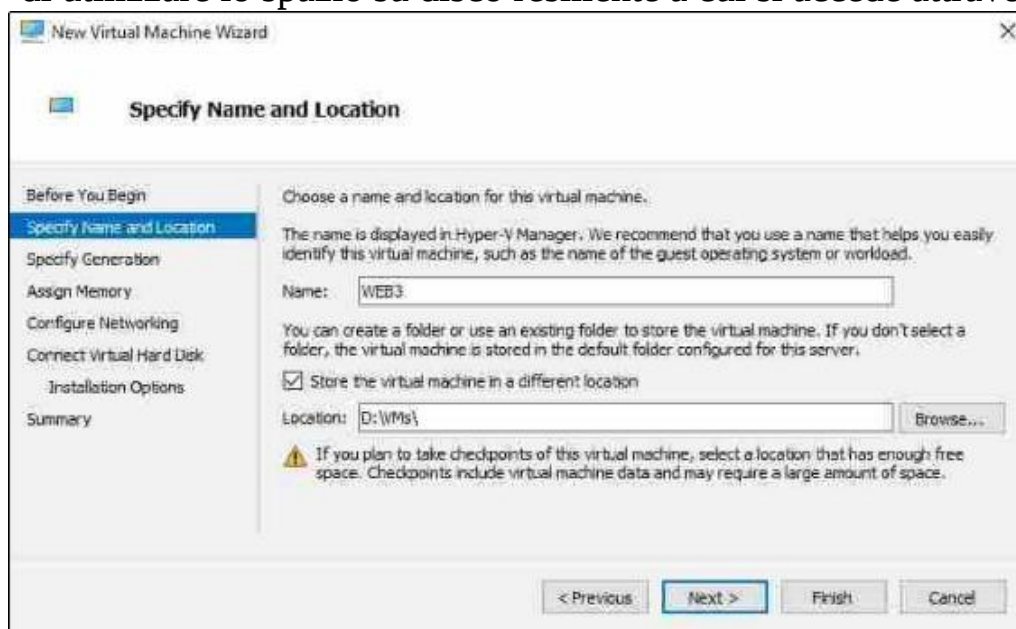 New Virtual Machine Wizard
Specify Name and Location
Before You Begin
Specify Name and Location
Specify Generation
Assign Memory
Configure Networking
Connect Virtual Hard Disk
Installation Options
Summary
Choose a name and location for this virtual machine.
The name is displayed in Hyper-V Manager. We recommend that you use a name that helps you easily
identify this virtual machine, such as the name of the guest operating system or workload.
Name: WEB3
You can create a folder or use an existing folder to store the virtual machine. If you don't select a
folder, the virtual machine is stored in the default folder configured for this server.
Store the virtual machine in a different location
Location: D:\VMs\ Browse...
If you plan to take checkpoints of this virtual machine, select a location that has enough free
space. Checkpoints include virtual machine data and may require a large amount of space.
< Previous Next > Finish Cancel